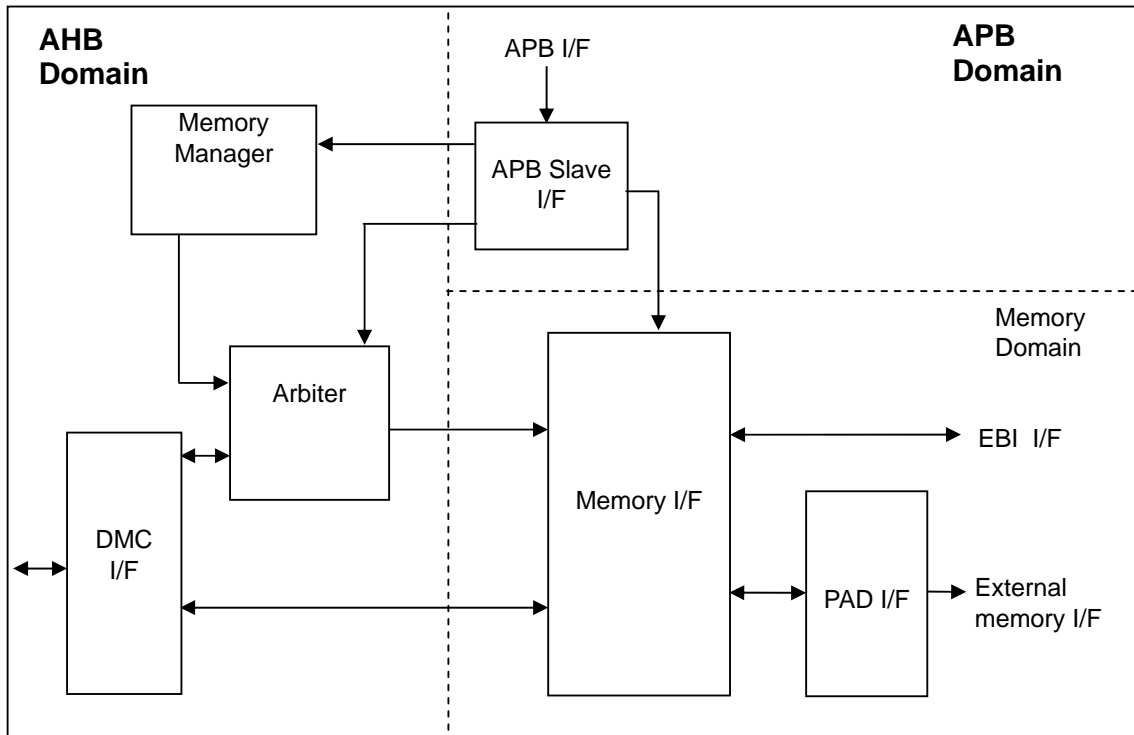 AHB
Domain
APB I/F
APB
Domain
Memory
Manager
APB Slave
I/F
Memory
Domain
Arbiter
EBI I/F
Memory I/F
DMC
I/F
PAD I/F
External
memory I/F